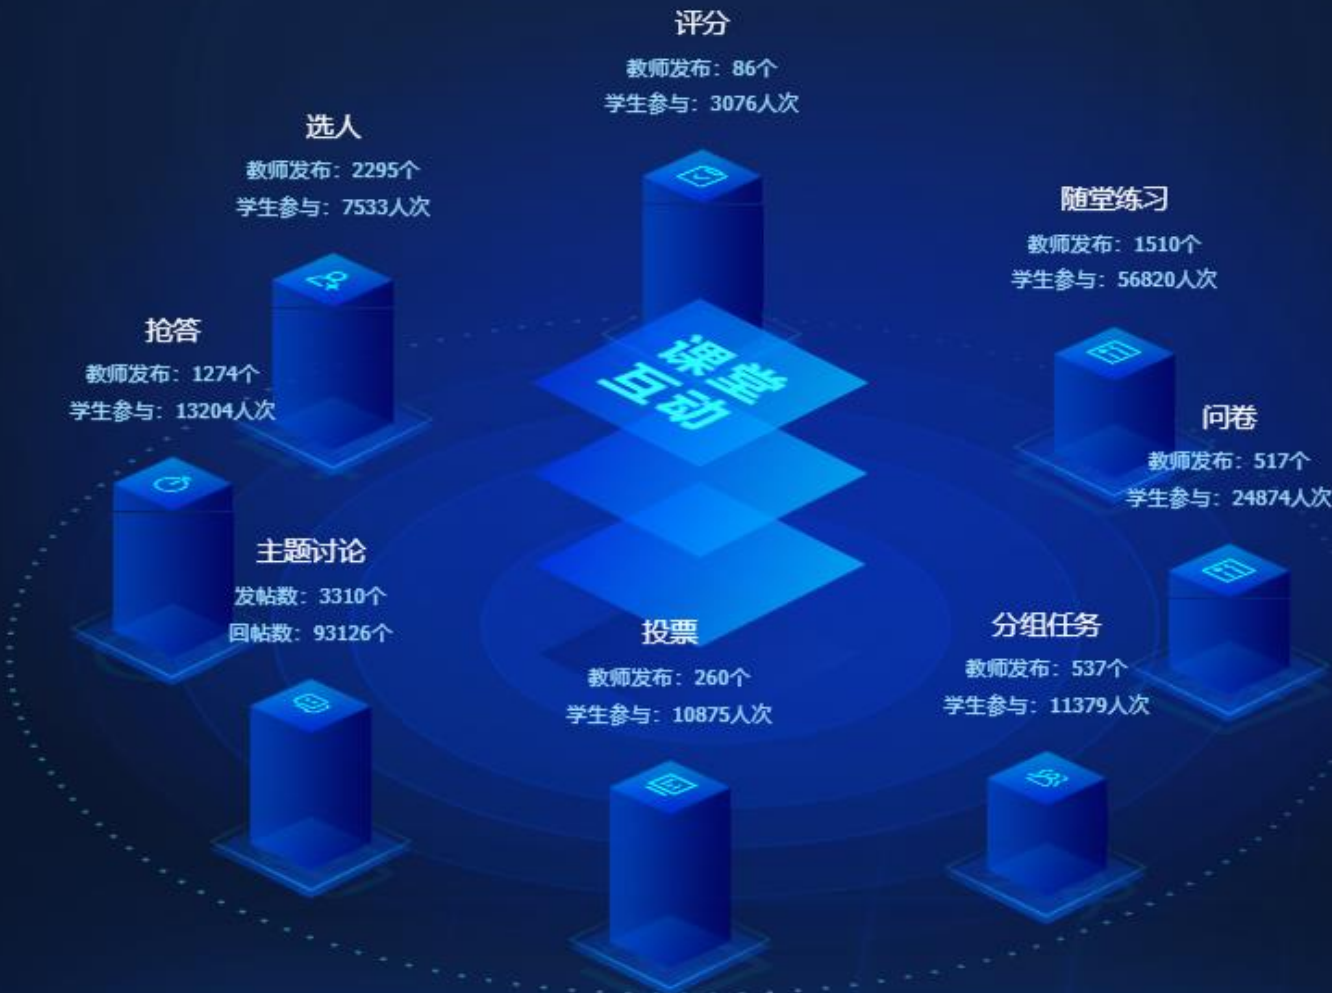 评分
教师发布：86个
学生参与：3076人次
选人
教师发布：2295个
学生参与：7533人次
随堂练习
教师发布：1510个
学生参与：56820人次
抢答
教师发布：1274个
学生参与：13204人次
课堂
互动
问卷
教师发布：517个
学生参与：24874人次
主题讨论
发帖数：3310个
回帖数：93126个
投票
教师发布：260个
学生参与：10875人次
分组任务
教师发布：537个
学生参与：11379人次